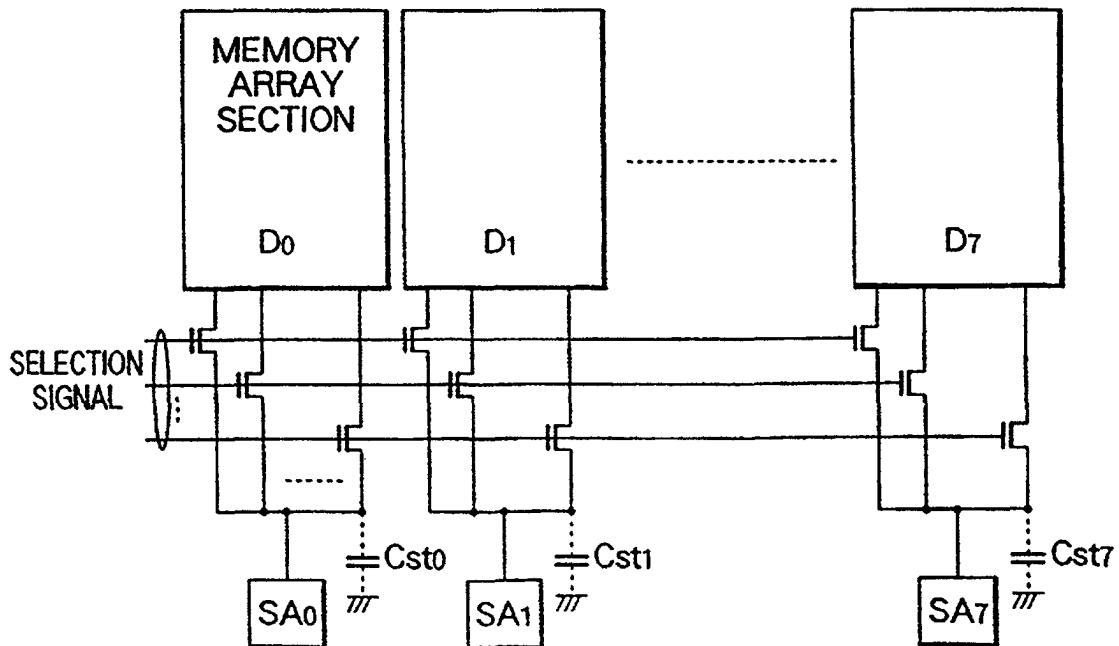 MEMORY
ARRAY
SECTION
D0
D1
D7
SELECTION
SIGNAL
Cst0
Cst1
Cst7
SA0
SA1
SA7